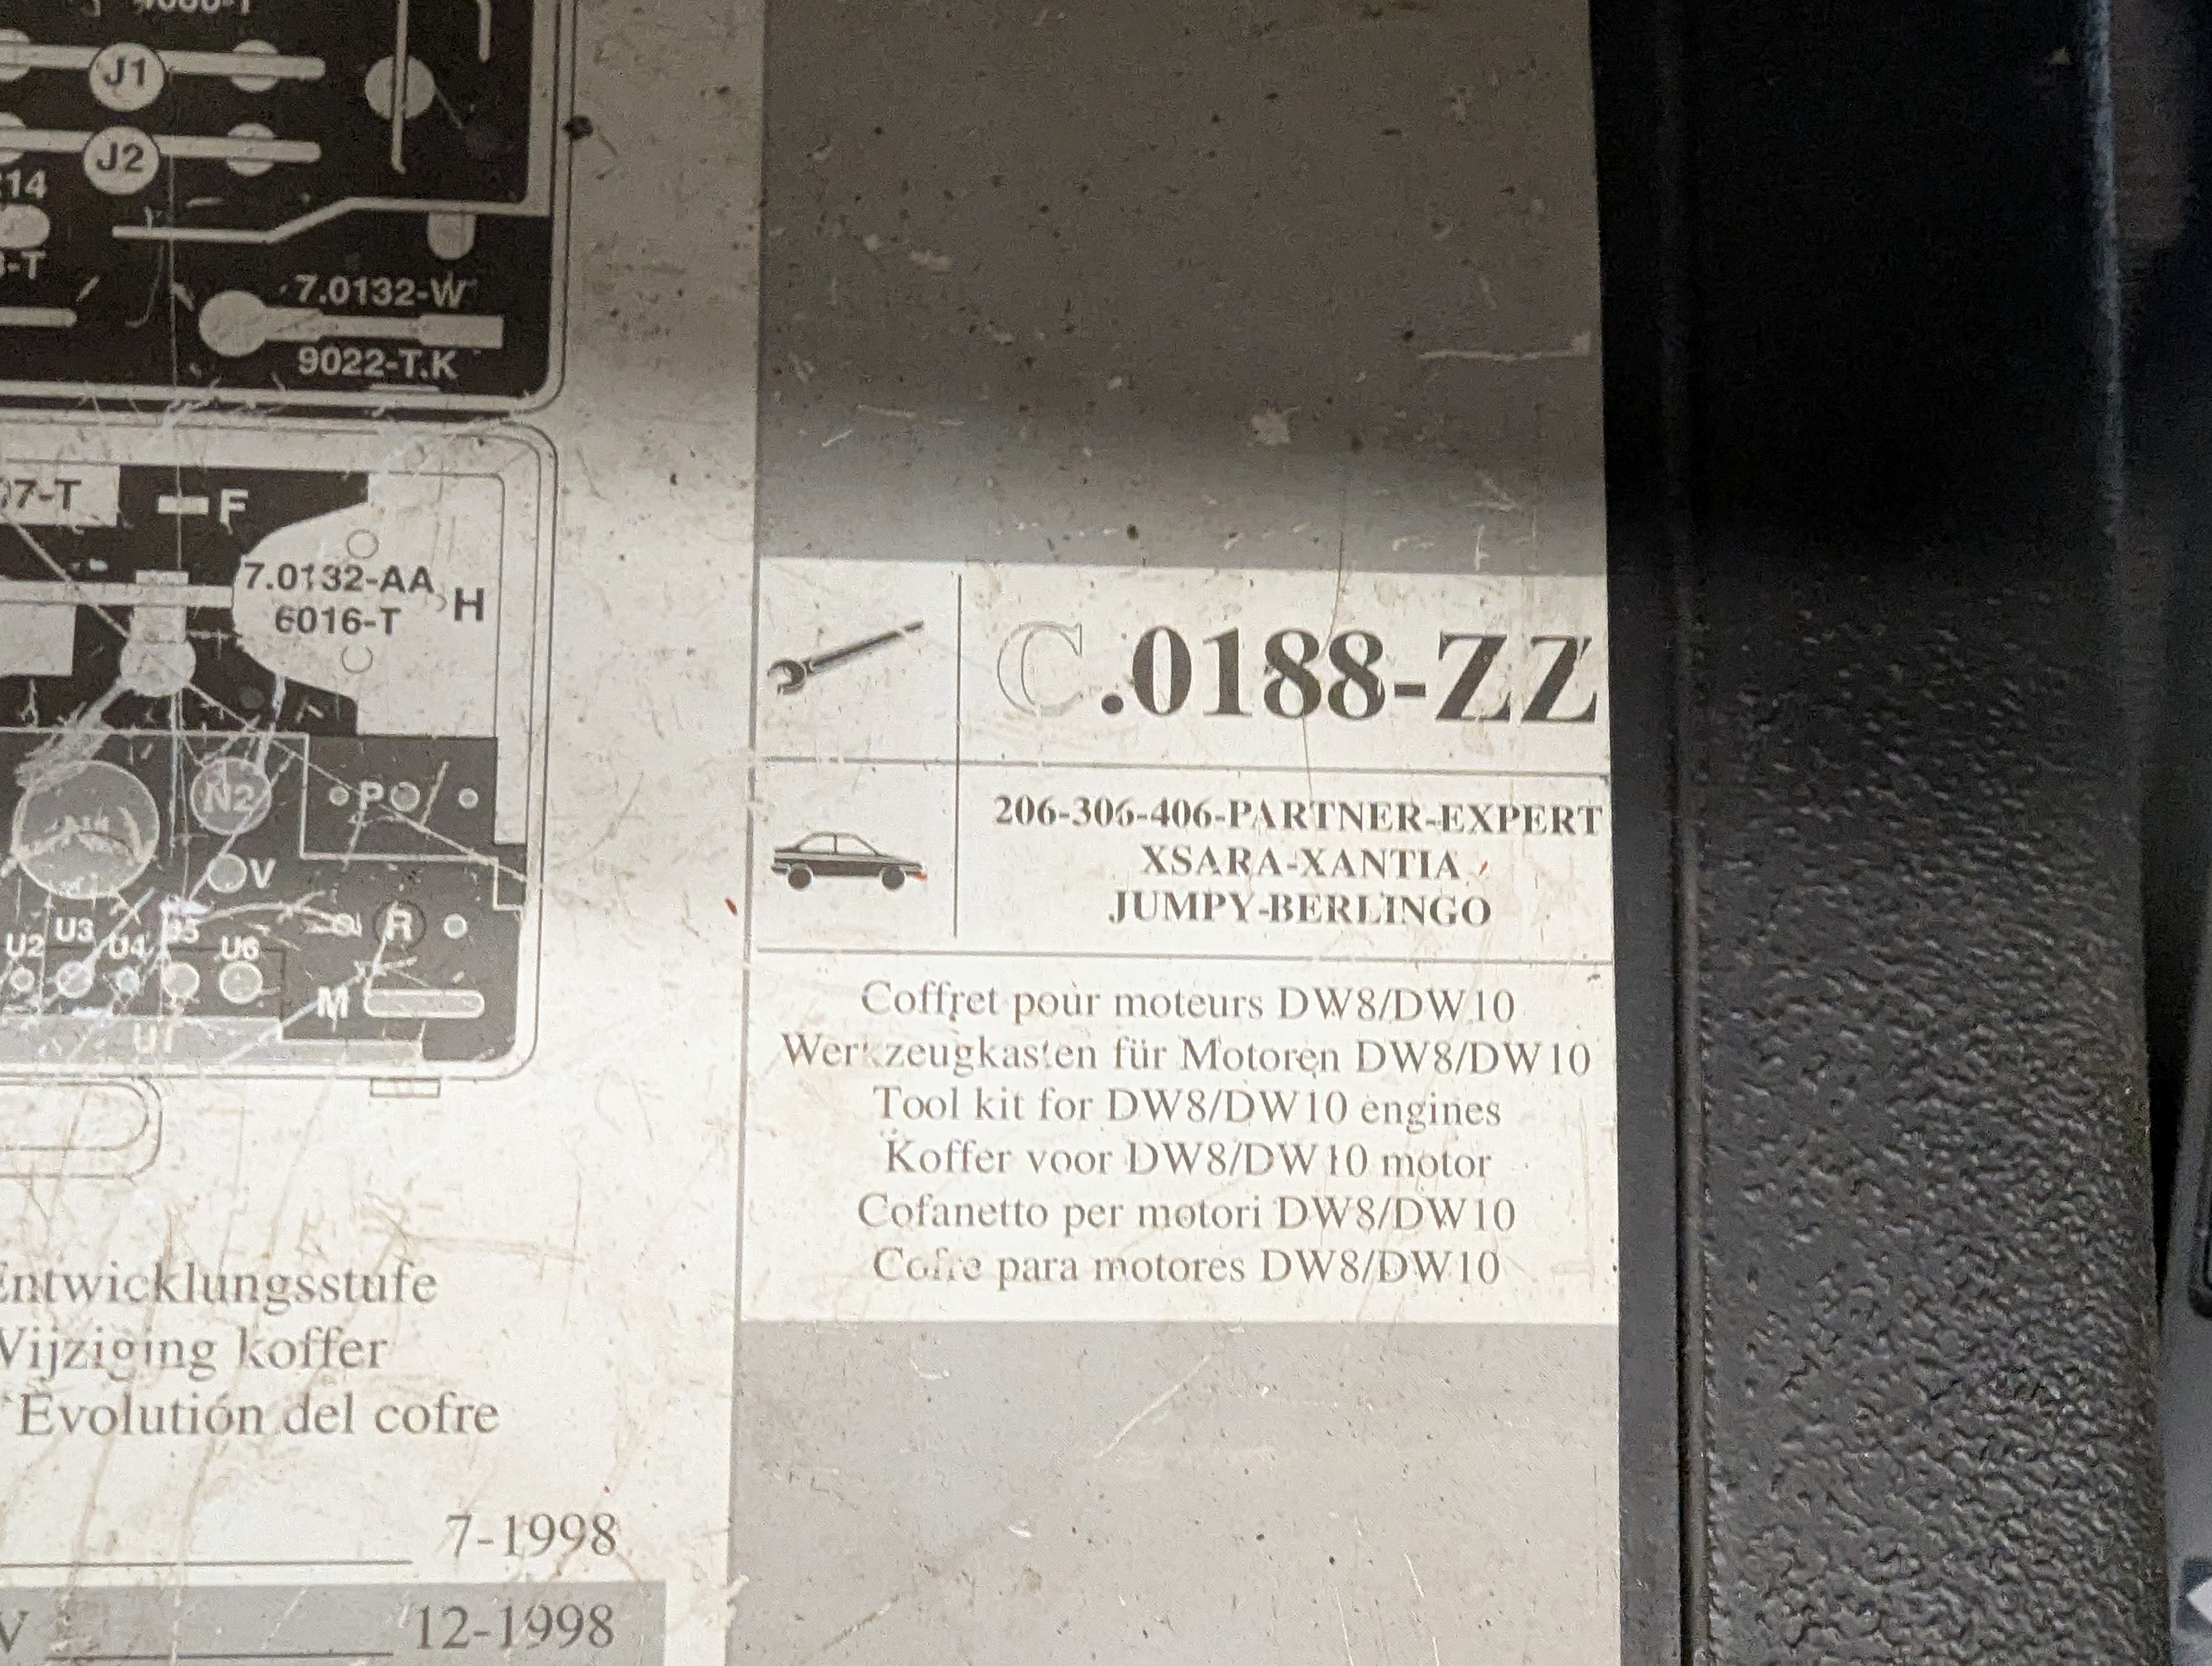 J1
J2
14
-T
7.0132-W
9022-T.K
7-T
F
7.0132-AA
6016-T
H
N2
P
V
U2
U3
U4
U5
U6
R
M
U1
C.0188-ZZ
206-306-406-PARTNER-EXPERT
XSARA-XANTIA
JUMPY-BERLINGO
Coffret pour moteurs DW8/DW10
Werkzeugkasten für Motoren DW8/DW10
Tool kit for DW8/DW10 engines
Koffer voor DW8/DW10 motor
Cofanetto per motori DW8/DW10
Cofre para motores DW8/DW10
Entwicklungsstufe
Wijziging koffer
Evolutión del cofre
7-1998
V 12-1998